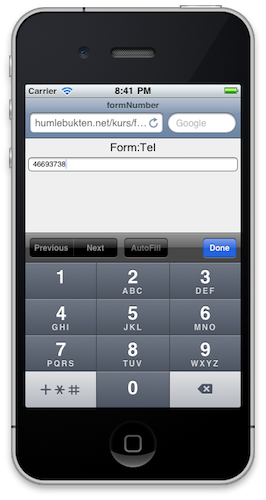 Carrier 8:41 PM
formNumber
humlebukten.net/kurs/f... Google
Form:Tel
46693738
Previous Next AutoFill Done
1 2 3
ABC DEF
4 5 6
GHI JKL MNO
7 8 9
PQRS TUV WXYZ
+*# 0